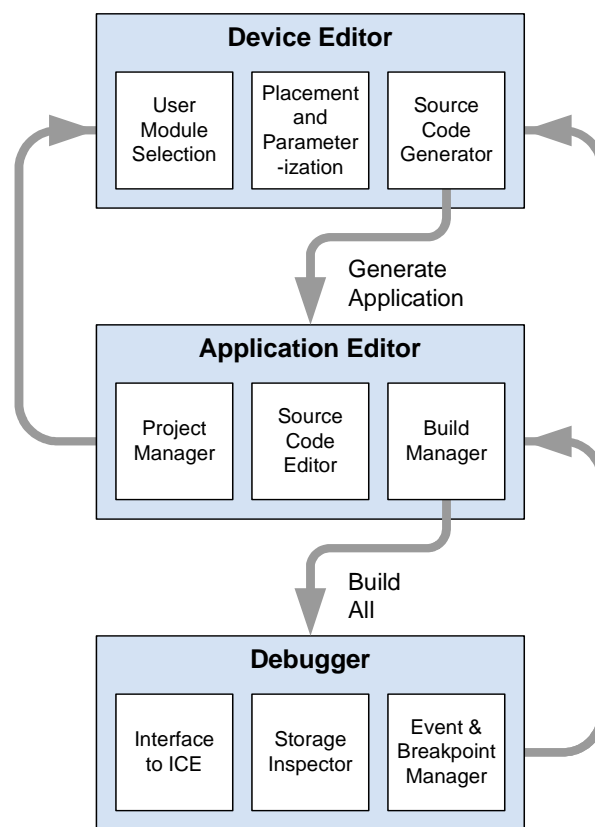 Device Editor
User
Module
Selection
Placement
and
Parameter
-ization
Source
Code
Generator
Generate
Application
Application Editor
Project
Manager
Source
Code
Editor
Build
Manager
Build
All
Debugger
Interface
to ICE
Storage
Inspector
Event &
Breakpoint
Manager